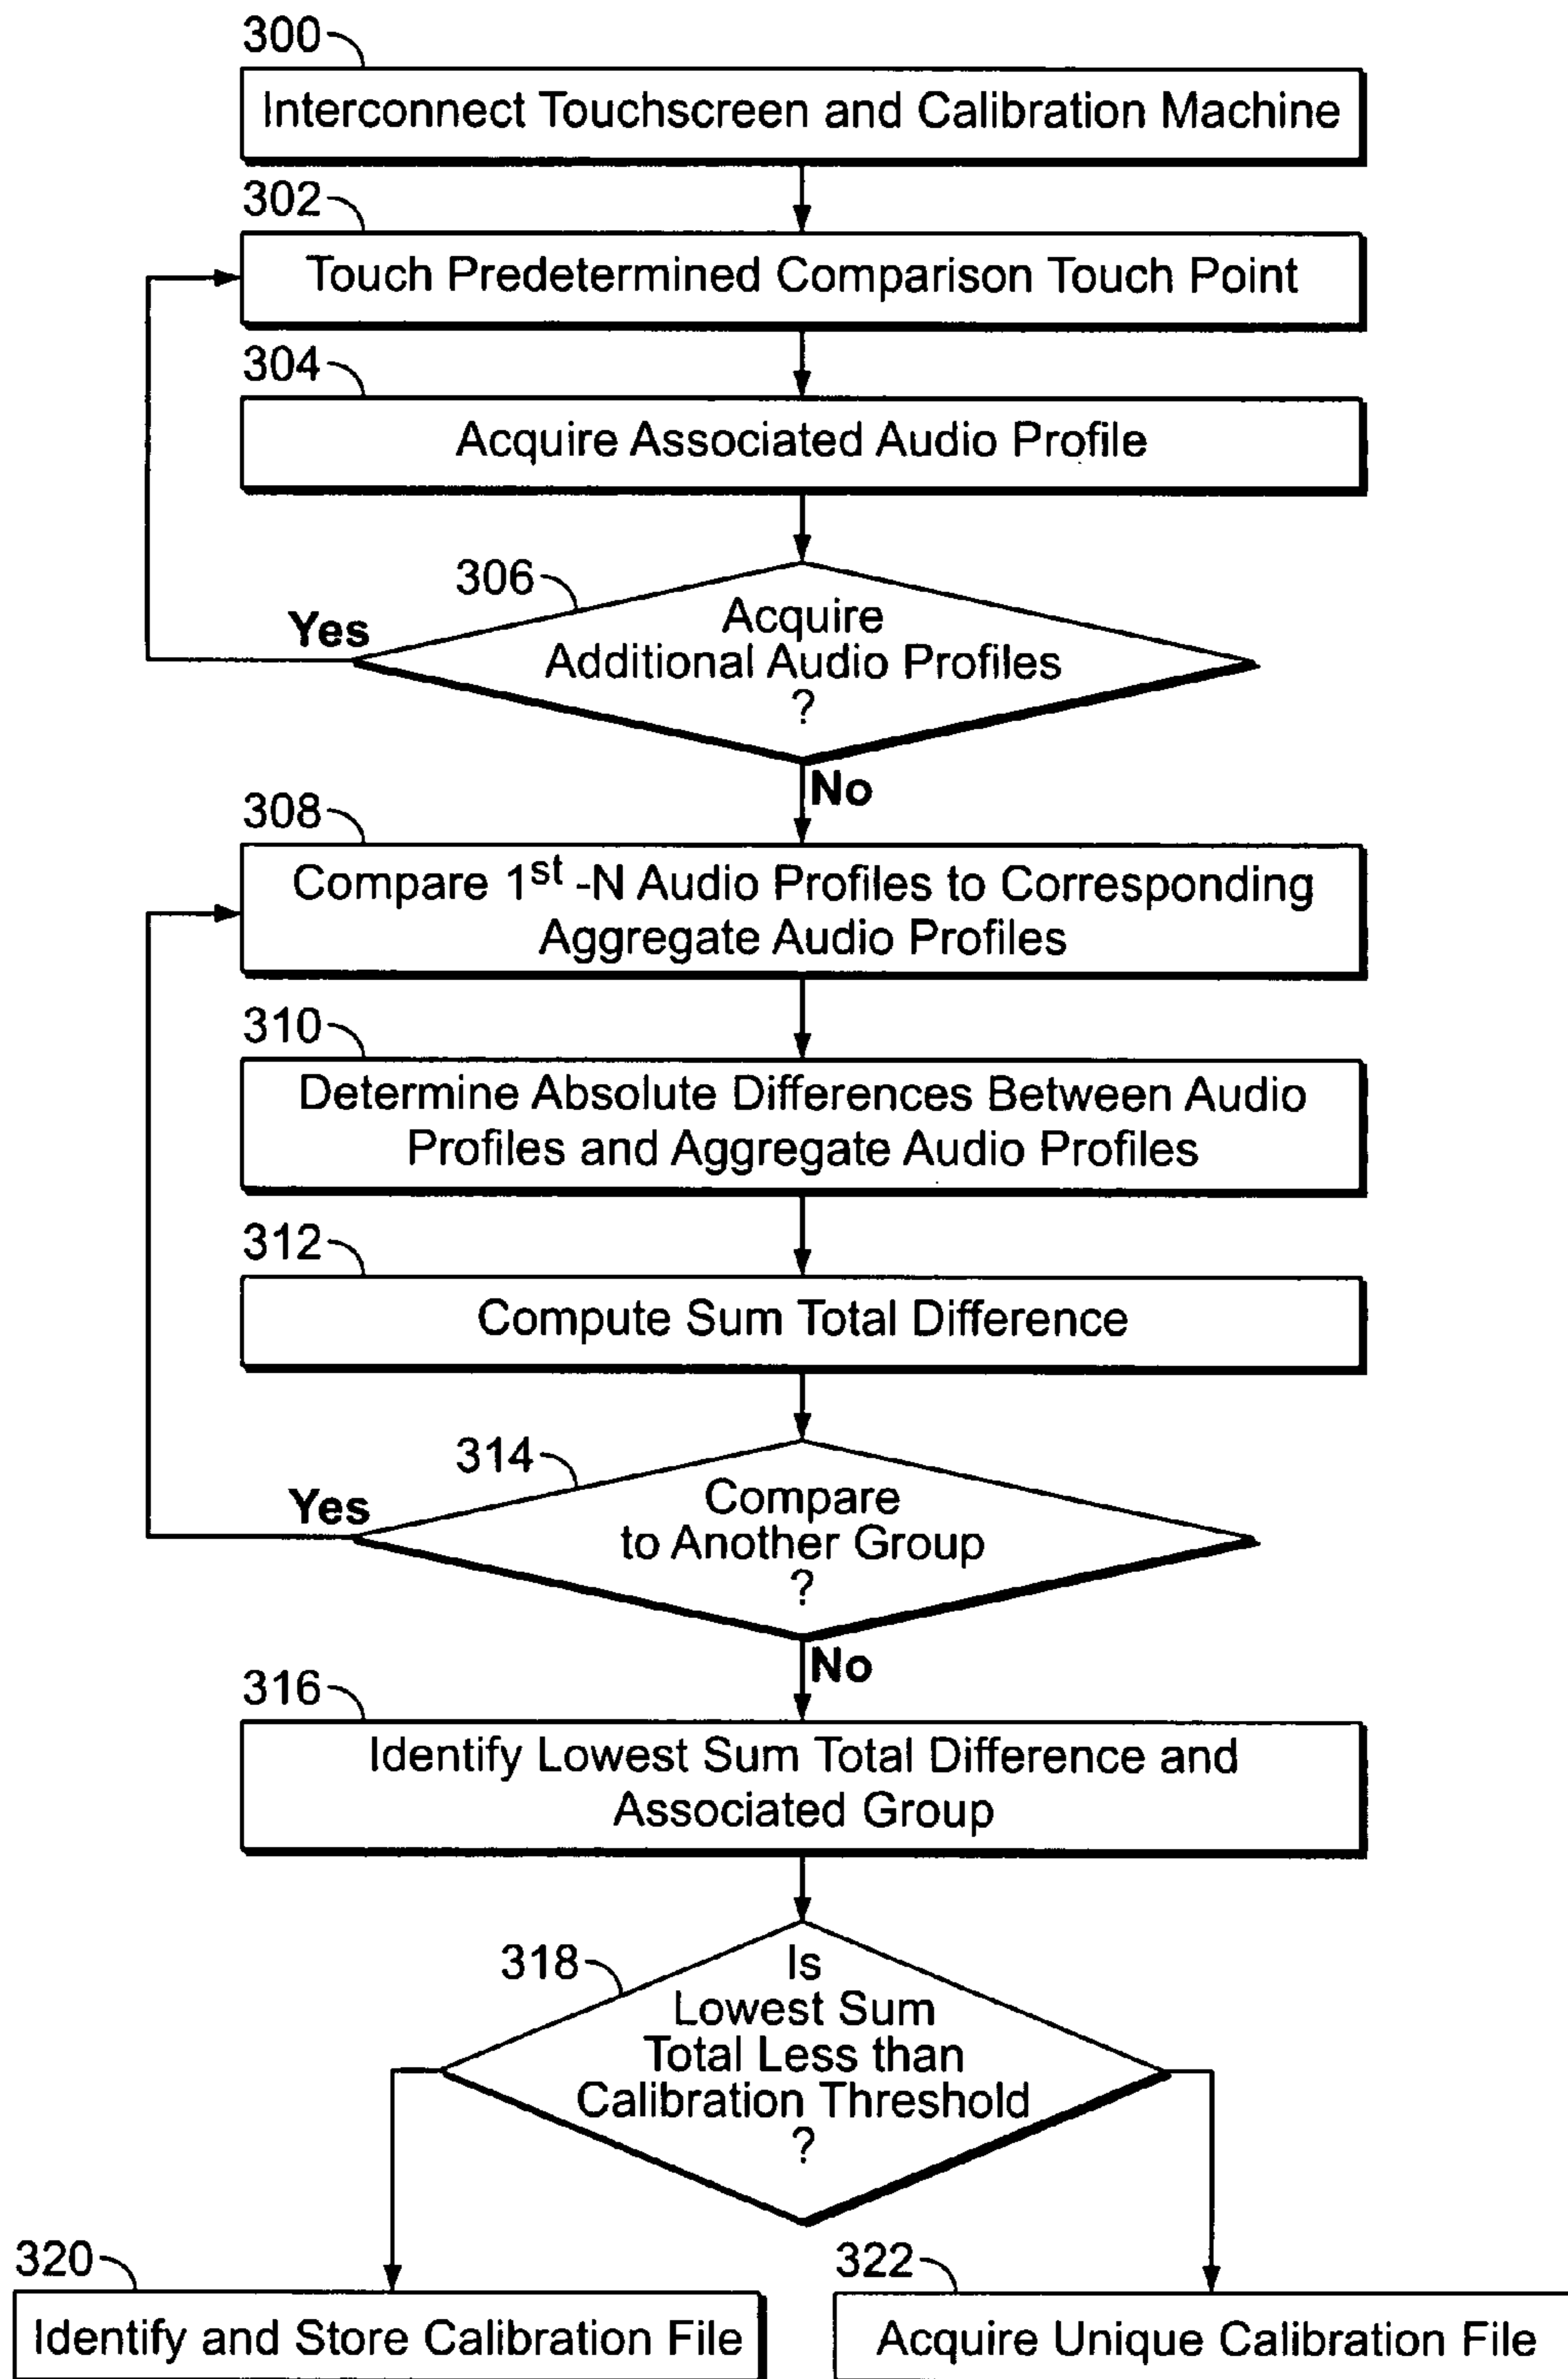 300
Interconnect Touchscreen and Calibration Machine
302
Touch Predetermined Comparison Touch Point
304
Acquire Associated Audio Profile
306
Acquire
Additional Audio Profiles
?
Yes
No
308
Compare 1st -N Audio Profiles to Corresponding
Aggregate Audio Profiles
310
Determine Absolute Differences Between Audio
Profiles and Aggregate Audio Profiles
312
Compute Sum Total Difference
314
Compare
to Another Group
?
Yes
No
316
Identify Lowest Sum Total Difference and
Associated Group
318
Is
Lowest Sum
Total Less than
Calibration Threshold
?
320
Identify and Store Calibration File
322
Acquire Unique Calibration File